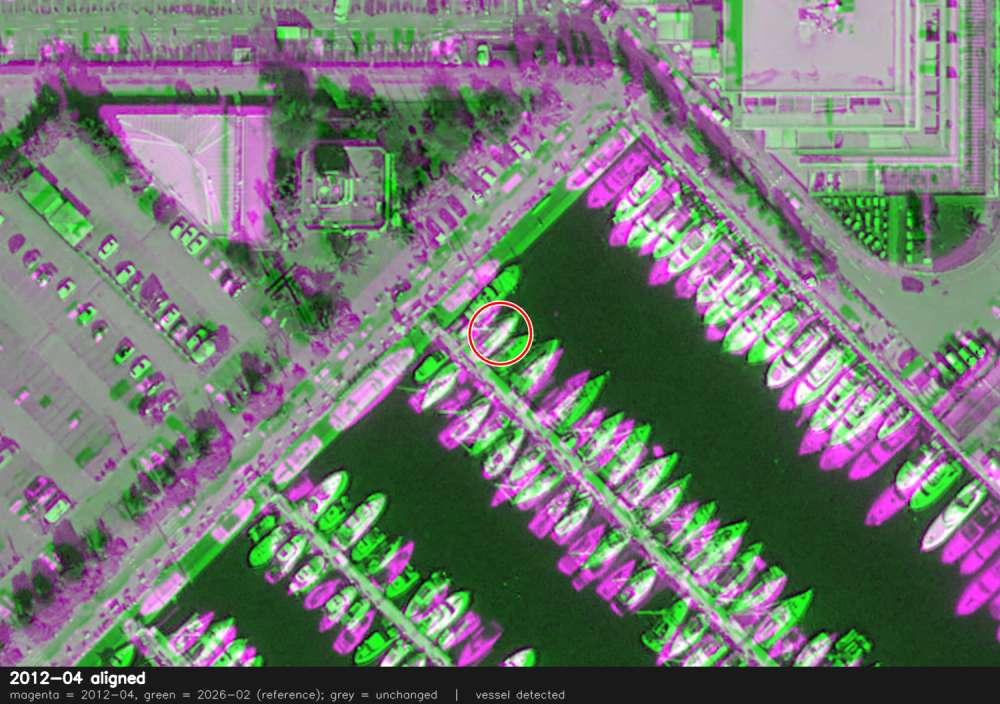 2012-04 aligned
magenta = 2012-04, green = 2026-02 (reference); grey = unchanged | vessel detected